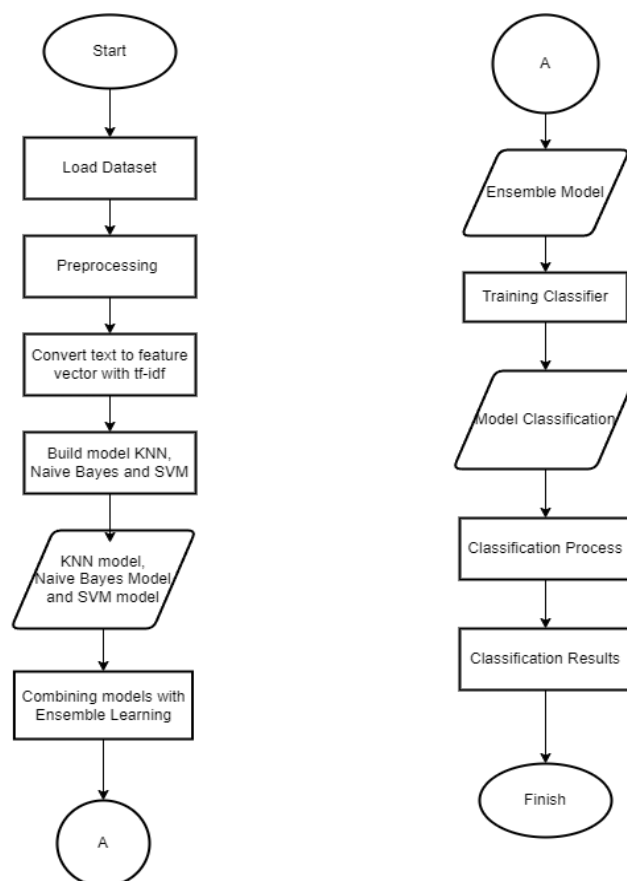 Start
Load Dataset
Preprocessing
Convert text to feature
vector with tf-idf
Build model KNN,
Naive Bayes and SVM
KNN model,
Naive Bayes Model
and SVM model
Combining models with
Ensemble Learning
A
A
Ensemble Model
Training Classifier
Model Classification
Classification Process
Classification Results
Finish